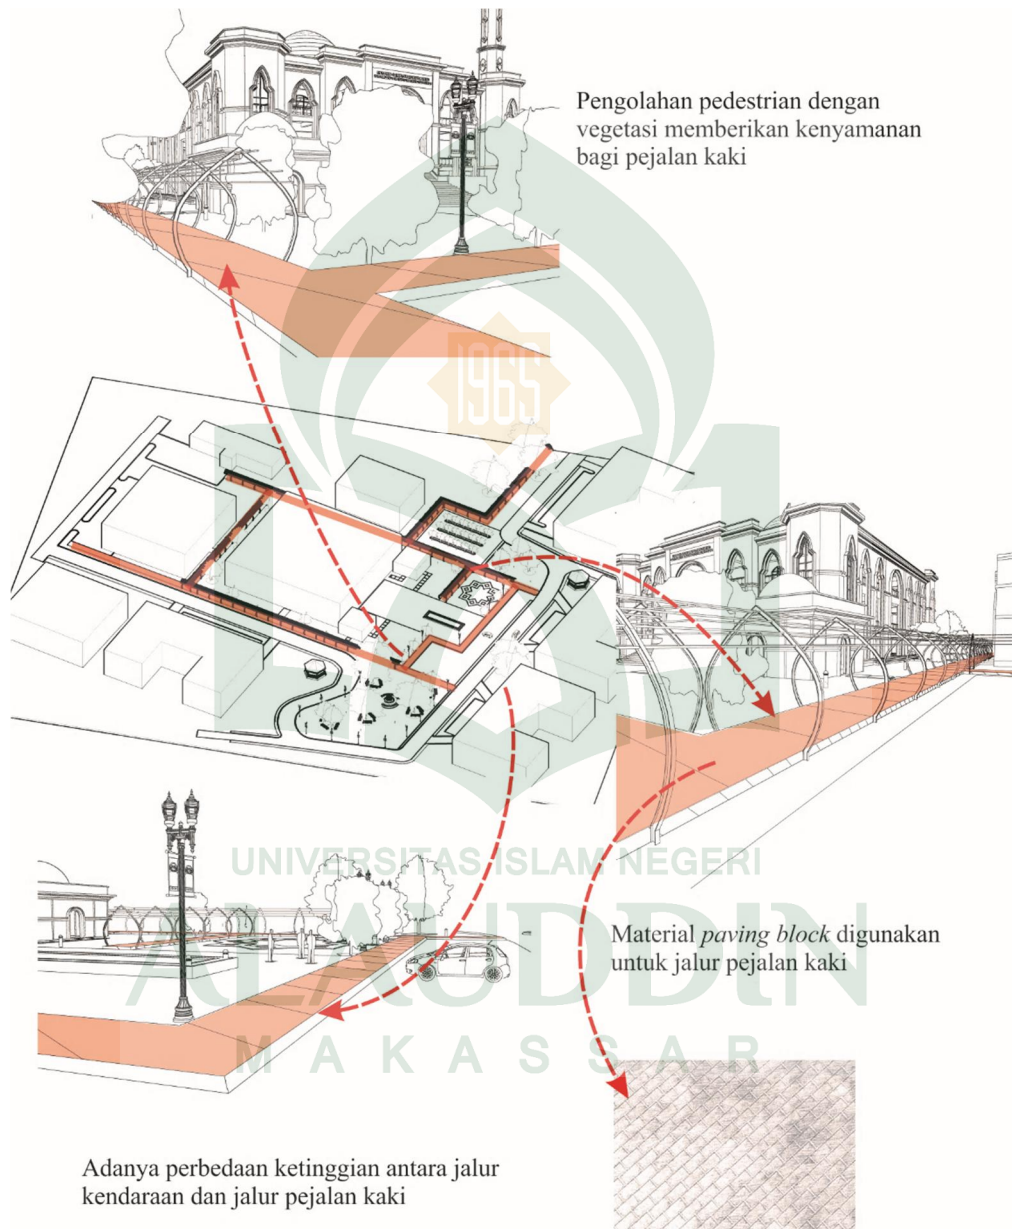 Pengolahan pedestrian dengan
vegetasi memberikan kenyamanan
bagi pejalan kaki
1965
UNIVERSITAS ISLAM NEGERI
ALAUDDIN
MAKASSAR
Material paving block digunakan
untuk jalur pejalan kaki
Adanya perbedaan ketinggian antara jalur
kendaraan dan jalur pejalan kaki